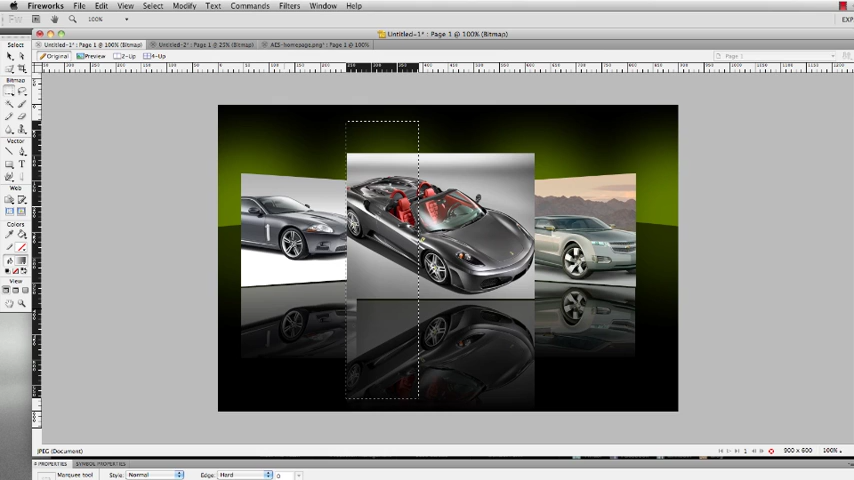 Fireworks File Edit View Select Modify Text Commands Filters Window Help
Fw 100% EXP
Untitled-1* : Page 1 @ 100% (Bitmap)
Select Untitled-1* : Page 1 @ 100% (Bitmap) Untitled-2* : Page 1 @ 25% (Bitmap) AES-homepage.png* : Page 1 @ 100%
Original Preview 2-Up 4-Up Page 1
Bitmap
Vector
Web
Colors
View
JPEG (Document) 900 x 600 100%
PROPERTIES SYMBOL PROPERTIES
Marquee tool Style: Normal Edge: Hard 0